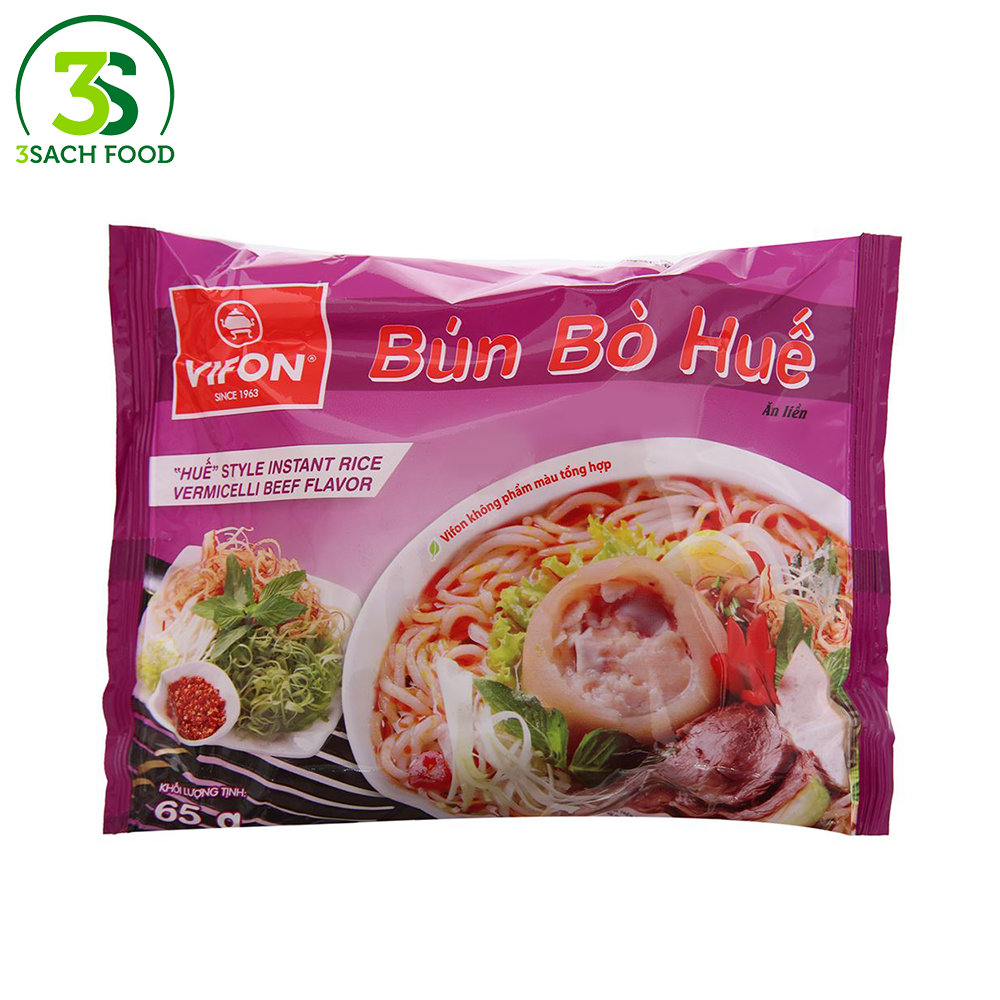 3S
3SACH FOOD
VIFON®
SINCE 1963
Bún Bò Huế
Ăn liền
"HUẾ" STYLE INSTANT RICE
VERMICELLI BEEF FLAVOR
Vifon không phẩm màu tổng hợp
KHỐI LƯỢNG TỊNH:
65 g